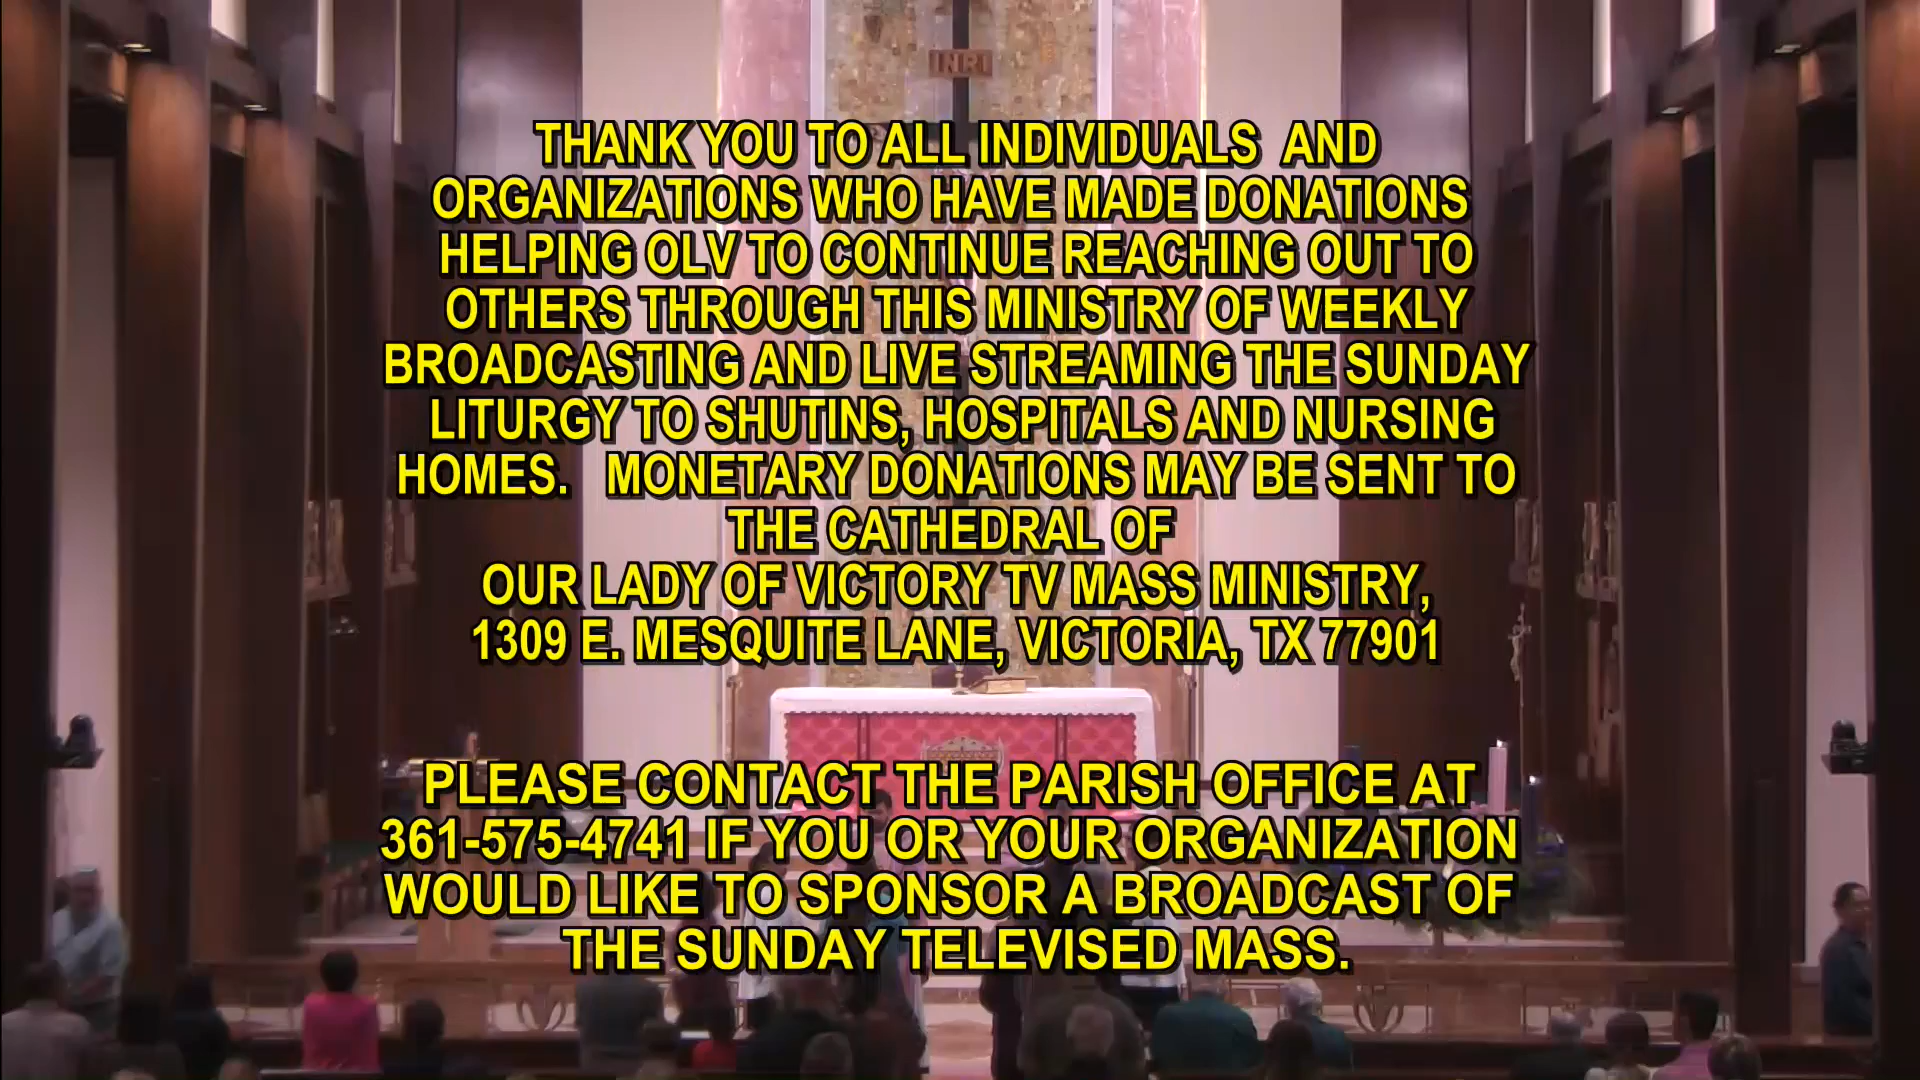 INRI
THANK YOU TO ALL INDIVIDUALS AND
ORGANIZATIONS WHO HAVE MADE DONATIONS
HELPING OLV TO CONTINUE REACHING OUT TO
OTHERS THROUGH THIS MINISTRY OF WEEKLY
BROADCASTING AND LIVE STREAMING THE SUNDAY
LITURGY TO SHUTINS, HOSPITALS AND NURSING
HOMES. MONETARY DONATIONS MAY BE SENT TO
THE CATHEDRAL OF
OUR LADY OF VICTORY TV MASS MINISTRY,
1309 E. MESQUITE LANE, VICTORIA, TX 77901
PLEASE CONTACT THE PARISH OFFICE AT
361-575-4741 IF YOU OR YOUR ORGANIZATION
WOULD LIKE TO SPONSOR A BROADCAST OF
THE SUNDAY TELEVISED MASS.